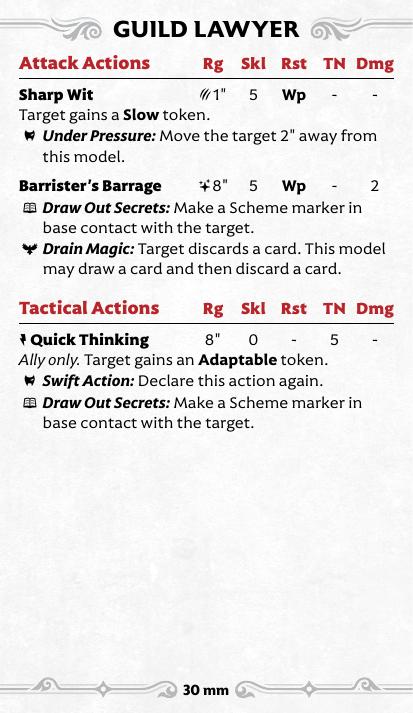 GUILD LAWYER
Attack Actions Rg Skl Rst TN Dmg
Sharp Wit 1" 5 Wp - -
Target gains a Slow token.
Under Pressure: Move the target 2" away from
this model.
Barrister's Barrage 8" 5 Wp - 2
Draw Out Secrets: Make a Scheme marker in
base contact with the target.
Drain Magic: Target discards a card. This model
may draw a card and then discard a card.
Tactical Actions Rg Skl Rst TN Dmg
Quick Thinking 8" 0 - 5 -
Ally only. Target gains an Adaptable token.
Swift Action: Declare this action again.
Draw Out Secrets: Make a Scheme marker in
base contact with the target.
30 mm